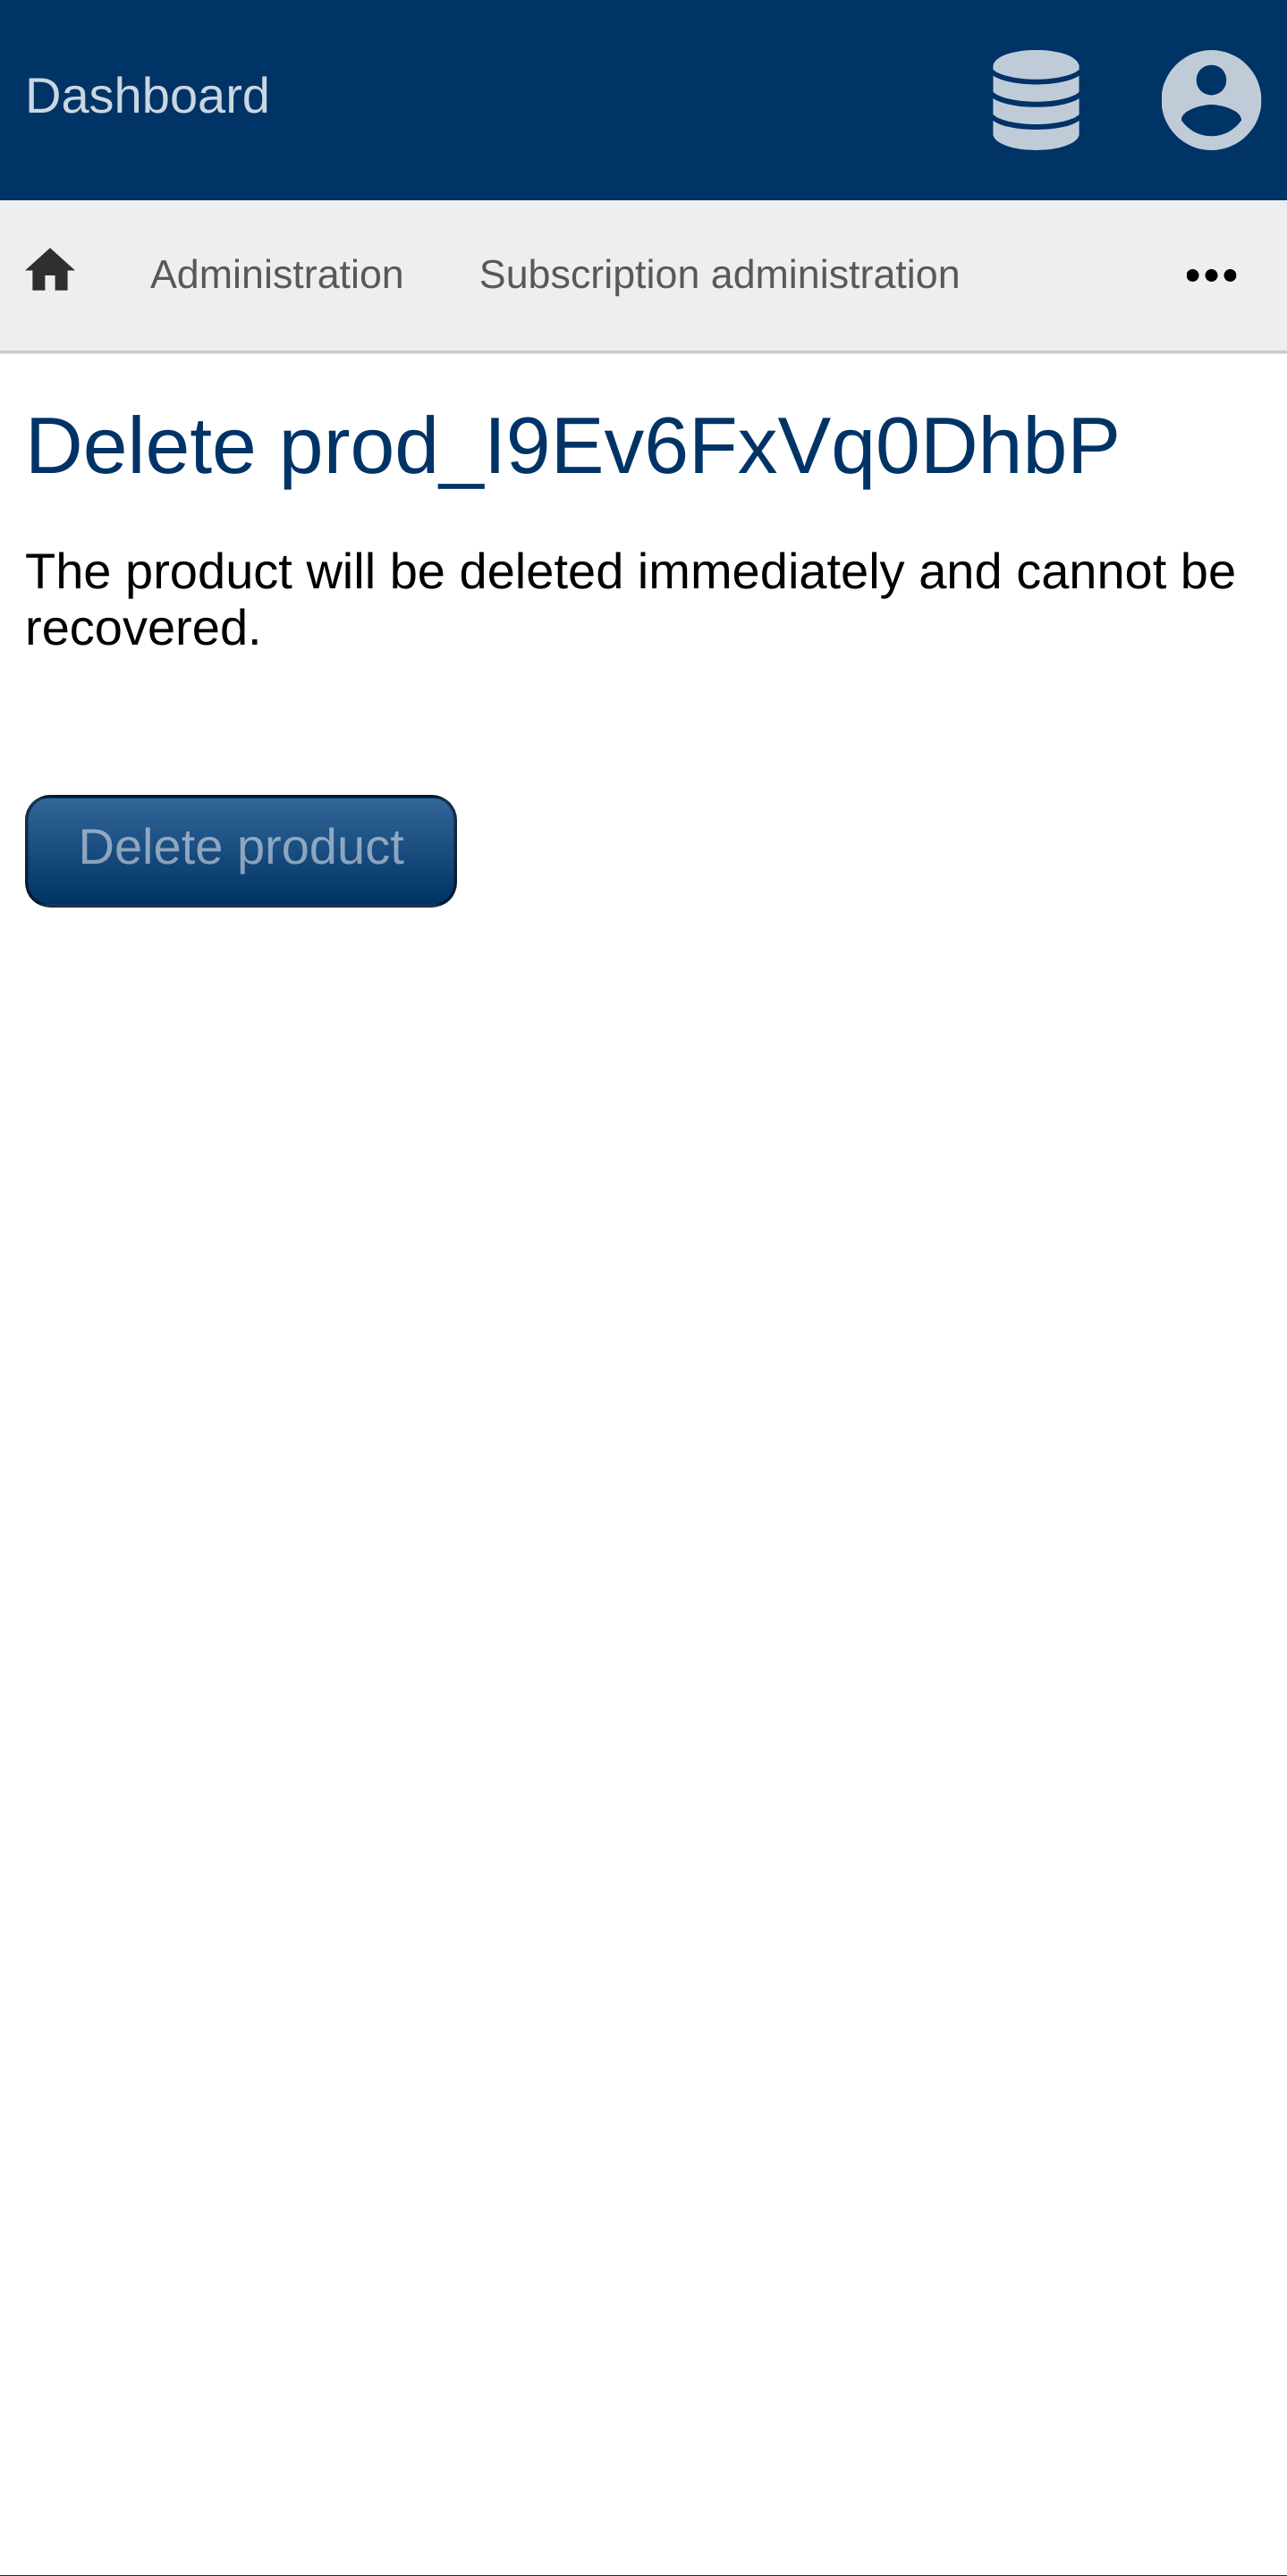 Dashboard
Administration Subscription administration
Delete prod_I9Ev6FxVq0DhbP
The product will be deleted immediately and cannot be
recovered.
Delete product